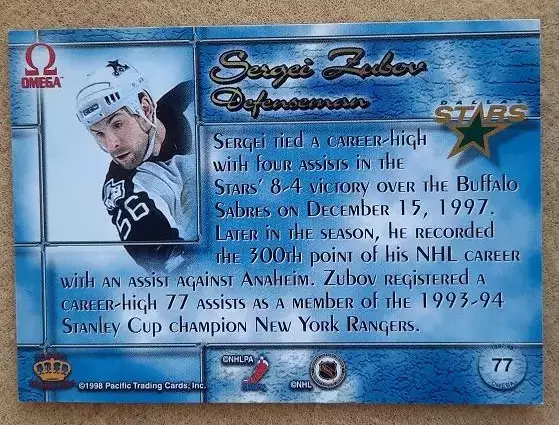 OMEGA
Sergei Zubov
Defenseman
STARS
Sergei tied a career-high
with four assists in the
Stars' 8-4 victory over the Buffalo
Sabres on December 15, 1997.
Later in the season, he recorded
the 300th point of his NHL career
with an assist against Anaheim. Zubov registered a
career-high 77 assists as a member of the 1993-94
Stanley Cup champion New York Rangers.
56
©1998 Pacific Trading Cards, Inc.
©NHLPA
©NHL
77
OMEGA